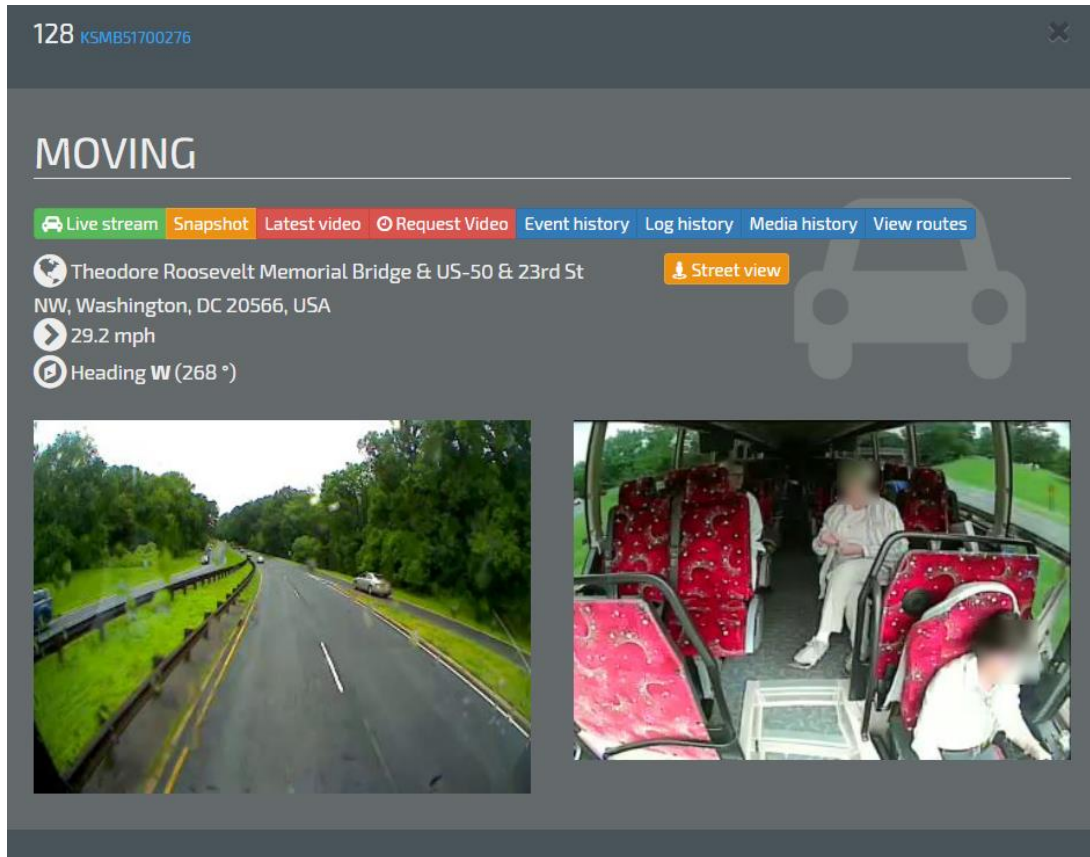 128 KSMB51700276
MOVING
Live stream Snapshot Latest video Request Video Event history Log history Media history View routes
Theodore Roosevelt Memorial Bridge & US-50 & 23rd St
NW, Washington, DC 20566, USA
Street view
29.2 mph
Heading W (268 °)